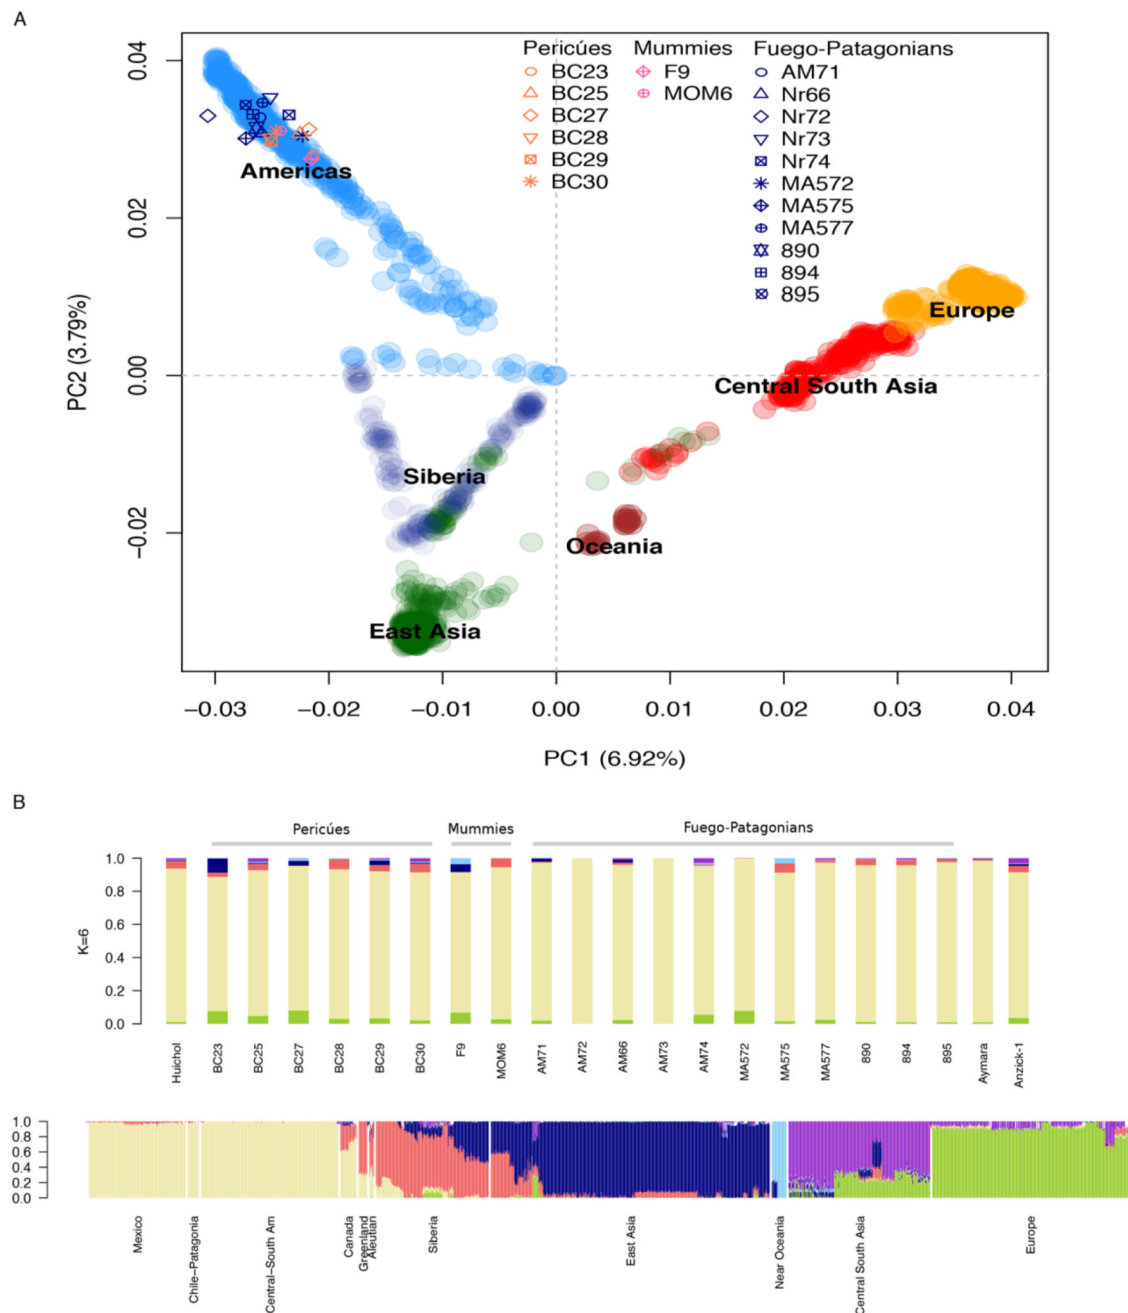 A
Pericúes Mummies Fuego-Patagonians
BC23 F9 AM71
BC25 MOM6 Nr66
BC27 Nr72
BC28 Nr73
BC29 Nr74
BC30 MA572
MA575
MA577
890
894
895
Americas
Europe
Central South Asia
Siberia
Oceania
East Asia
PC2 (3.79%)
0.04
0.02
0.00
−0.02
−0.03 −0.02 −0.01 0.00 0.01 0.02 0.03 0.04
PC1 (6.92%)
B
Pericúes Mummies Fuego-Patagonians
K=6
1.0
0.8
0.6
0.4
0.2
0.0
Huichol BC23 BC25 BC27 BC28 BC29 BC30 F9 MOM6 AM71 AM72 AM66 AM73 AM74 MA572 MA575 MA577 890 894 895 Aymara Anzick-1
1.0
0.8
0.6
0.4
0.2
0.0
Mexico Chile−Patagonia Central−South Am Canada Greenland Aleutian Siberia East Asia Near Oceania Central South Asia Europe